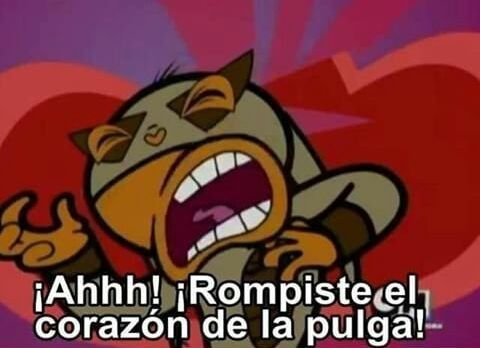 ¡Ahhh! ¡Rompiste el
corazón de la pulga!